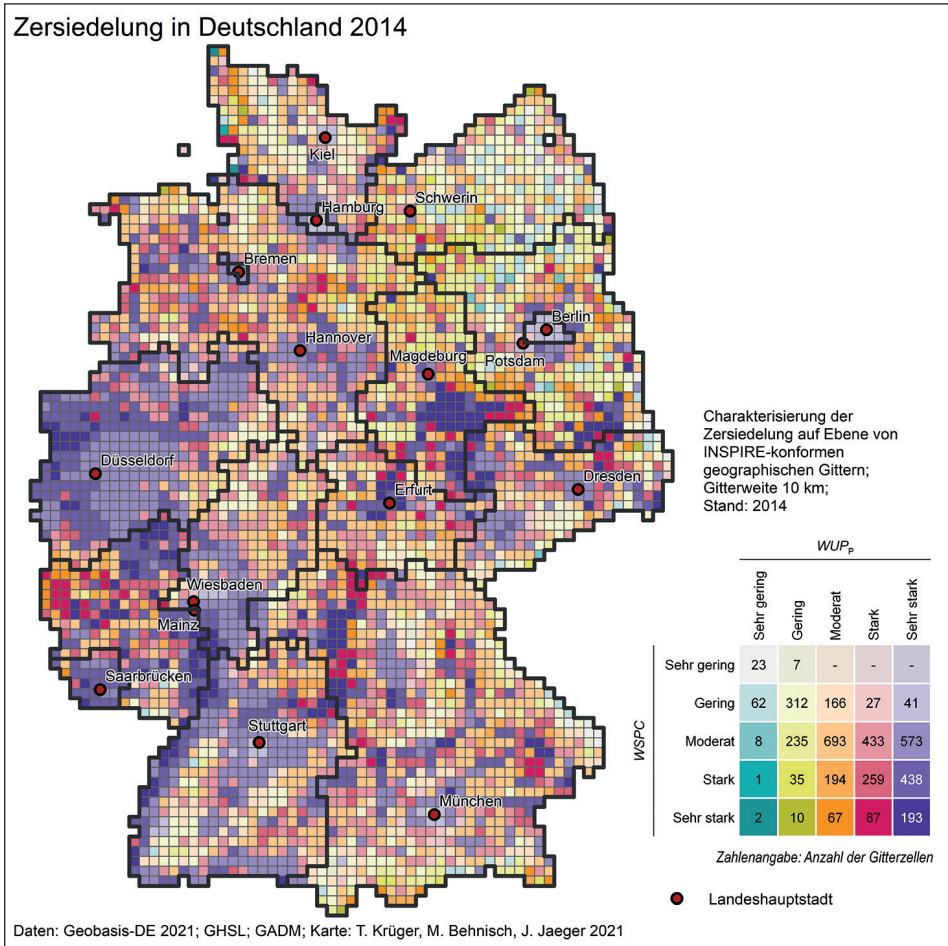 Zersiedelung in Deutschland 2014
Kiel
Hamburg
Schwerin
Bremen
Berlin
Hannover
Magdeburg
Potsdam
Düsseldorf
Erfurt
Dresden
Wiesbaden
Mainz
Saarbrücken
Stuttgart
München
Charakterisierung der
Zersiedelung auf Ebene von
INSPIRE-konformen
geographischen Gittern;
Gitterweite 10 km;
Stand: 2014
WUPP
Sehr gering
Gering
Moderat
Stark
Sehr stark
WSPC
Sehr gering 23 7 - - -
Gering 62 312 166 27 41
Moderat 8 235 693 433 573
Stark 1 35 194 259 438
Sehr stark 2 10 67 87 193
Zahlenangabe: Anzahl der Gitterzellen
Landeshauptstadt
Daten: Geobasis-DE 2021; GHSL; GADM; Karte: T. Krüger, M. Behnisch, J. Jaeger 2021